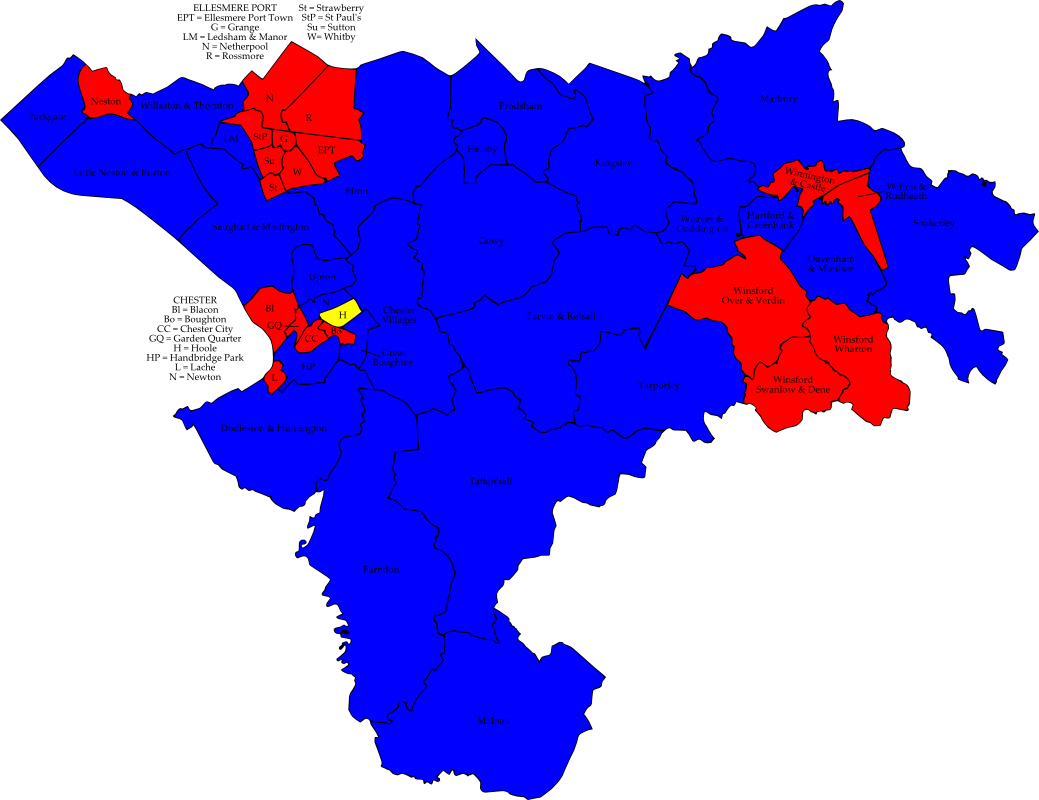 ELLESMERE PORT
EPT = Ellesmere Port Town
G = Grange
LM = Ledsham & Manor
N = Netherpool
R = Rossmore
St = Strawberry
StP = St Paul's
Su = Sutton
W= Whitby
Marbury
Neston
Willaston & Thornton
N
Frodsham
Parkgate
R
LM
StP
G
EPT
Helsby
Kingsley
Su
W
Little Neston & Burton
St
Elton
Winnington
& Castle
Witton &
Rudheath
Shakerley
Weaver &
Cuddington
Hartford &
Greenbank
Saughall & Mollington
Gowy
Davenham
& Moulton
Upton
Winsford
Over & Verdin
CHESTER
Bl = Blacon
Bo = Boughton
CC = Chester City
GQ = Garden Quarter
H = Hoole
HP = Handbridge Park
L = Lache
N = Newton
Bl
N
H
GQ
CC
Bo
Chester
Villages
Tarvin & Kelsall
Winsford
Wharton
Great
Boughton
HP
L
Tarporley
Winsford
Swanlow & Dene
Dodleston & Huntington
Tattenhall
Farndon
Malpas